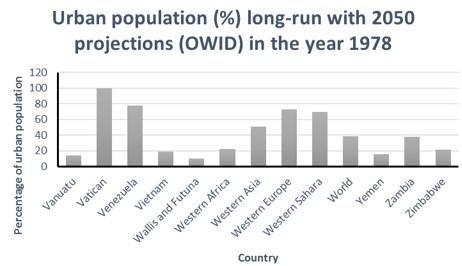 Urban population (%) long-run with 2050
projections (OWID) in the year 1978
Percentage of urban population
120
100
80
60
40
20
0
Vanuatu
Vatican
Venezuela
Vietnam
Wallis and Futuna
Western Africa
Western Asia
Western Europe
Western Sahara
World
Yemen
Zambia
Zimbabwe
Country